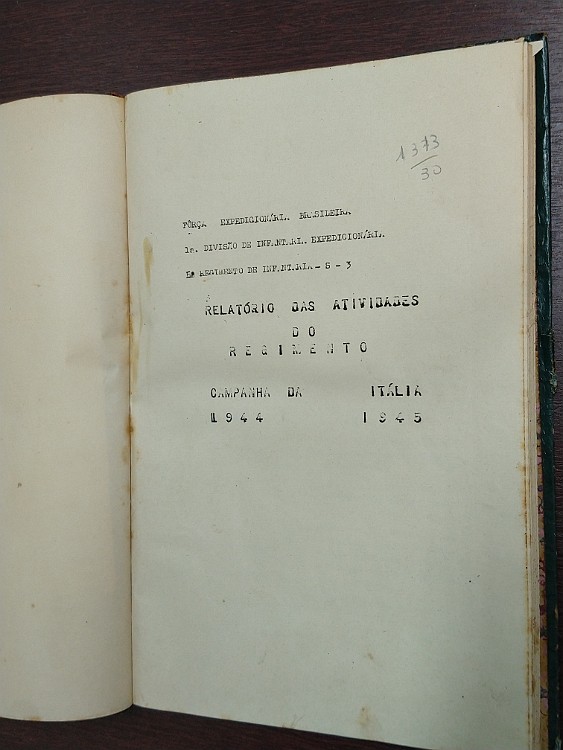 1373
30
FÔRÇA EXPEDICIONÁRIA BRASILEIRA
1a. DIVISÃO DE INFANTARIA EXPEDICIONÁRIA
REGIMENTO DE INFANTARIA - S - 3
RELATÓRIO DAS ATIVIDADES
DO
REGIMENTO
CAMPANHA DA ITÁLIA
1944 1945